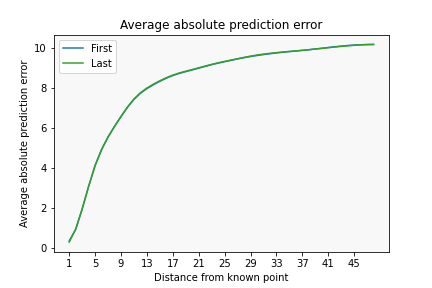 Average absolute prediction error
First
Last
Average absolute prediction error
10
8
6
4
2
0
1 5 9 13 17 21 25 29 33 37 41 45
Distance from known point